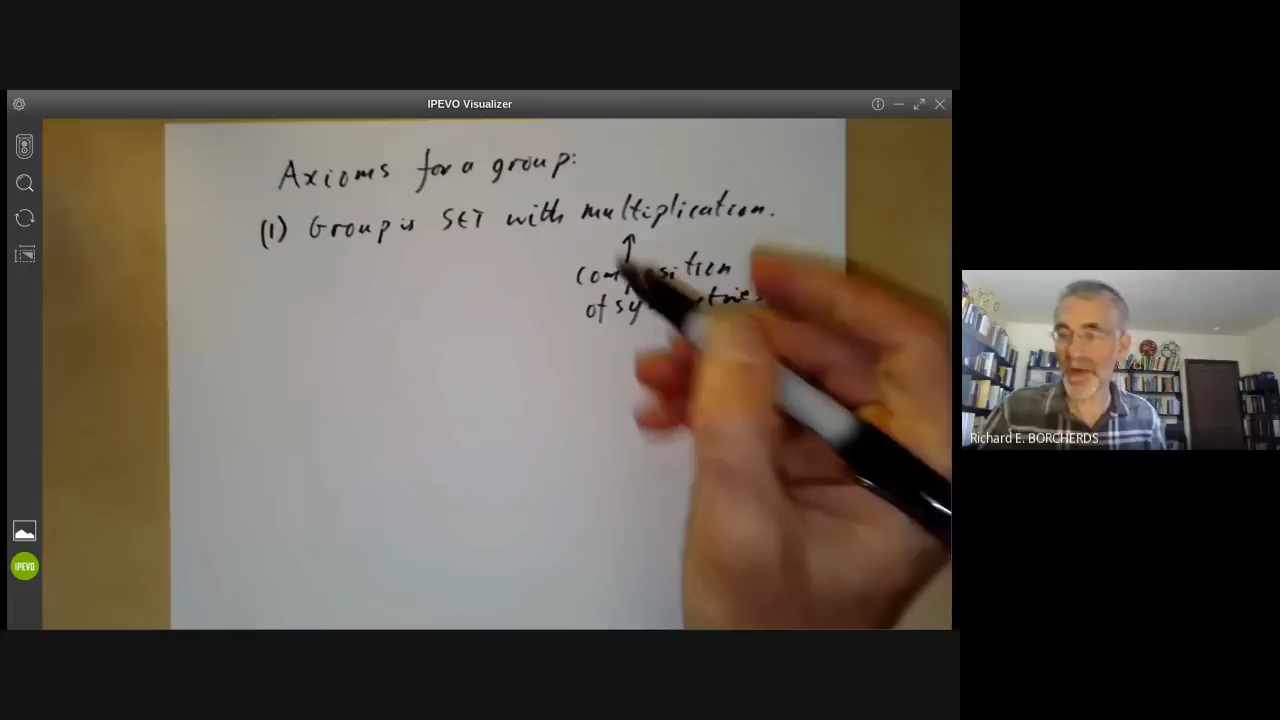 IPEVO Visualizer
Axioms for a group:
(1) Group is SET with multiplication.
↑
of
IPEVO
Richard E. BORCHERDS